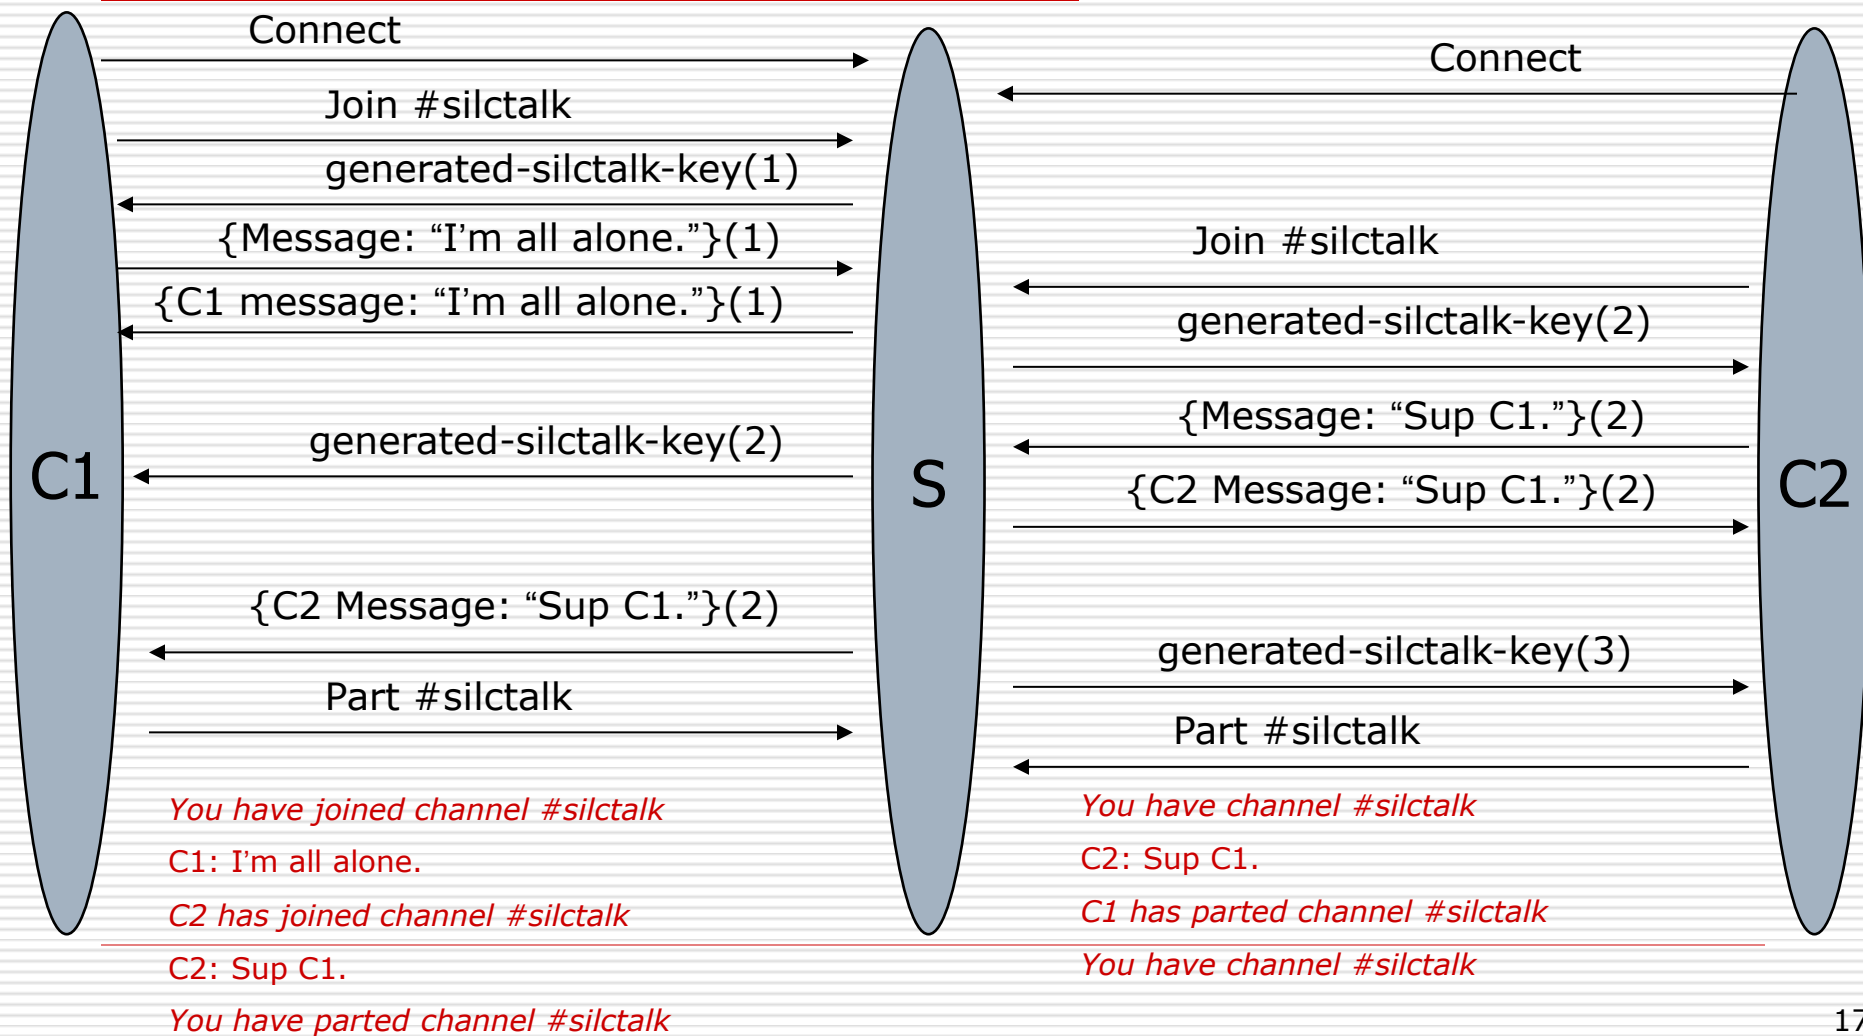 Connect
Join #silctalk
generated-silctalk-key(1)
{Message: “I’m all alone.”}(1)
{C1 message: “I’m all alone.”}(1)
generated-silctalk-key(2)
{C2 Message: “Sup C1.”}(2)
Part #silctalk
C1
S
Connect
Join #silctalk
generated-silctalk-key(2)
{Message: “Sup C1.”}(2)
{C2 Message: “Sup C1.”}(2)
generated-silctalk-key(3)
Part #silctalk
C2
You have joined channel #silctalk
C1: I’m all alone.
C2 has joined channel #silctalk
C2: Sup C1.
You have parted channel #silctalk
You have channel #silctalk
C2: Sup C1.
C1 has parted channel #silctalk
You have channel #silctalk
17